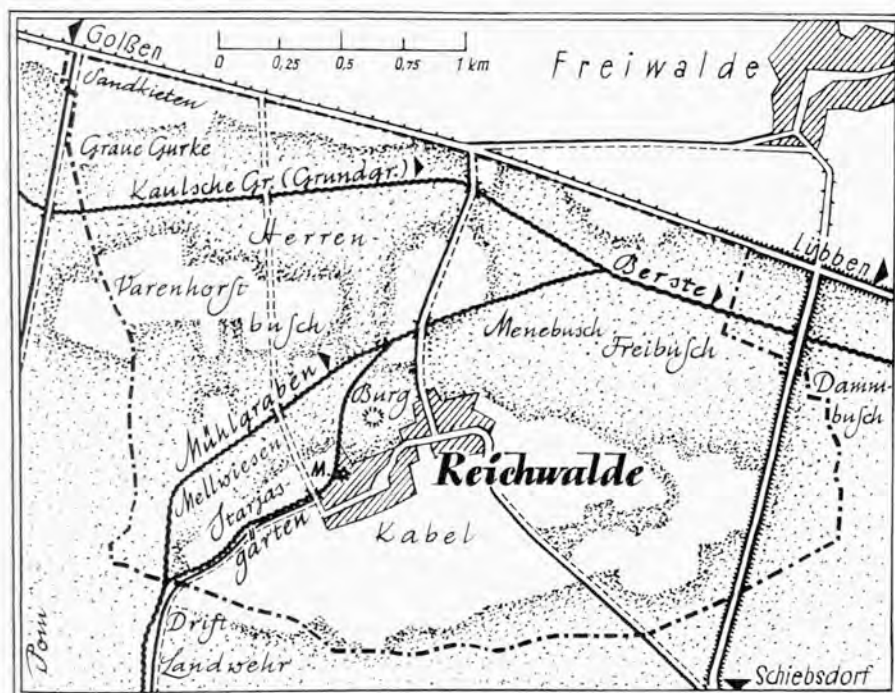 Golßen
0 0,25 0,5 0,75 1 km
Freiwalde
Sandkieten
Graue Gurke
Kaulsche Gr. (Grundgr.)
Herren-
busch
Varenhorst
Lübben
Berste
Menebusch
Freibusch
Damm-
busch
Burg
Mühlgraben
Mellwiesen
M.
Reichwalde
Starjas-
gärten
Kabel
Drift
Landwehr
Pom
Schiebsdorf